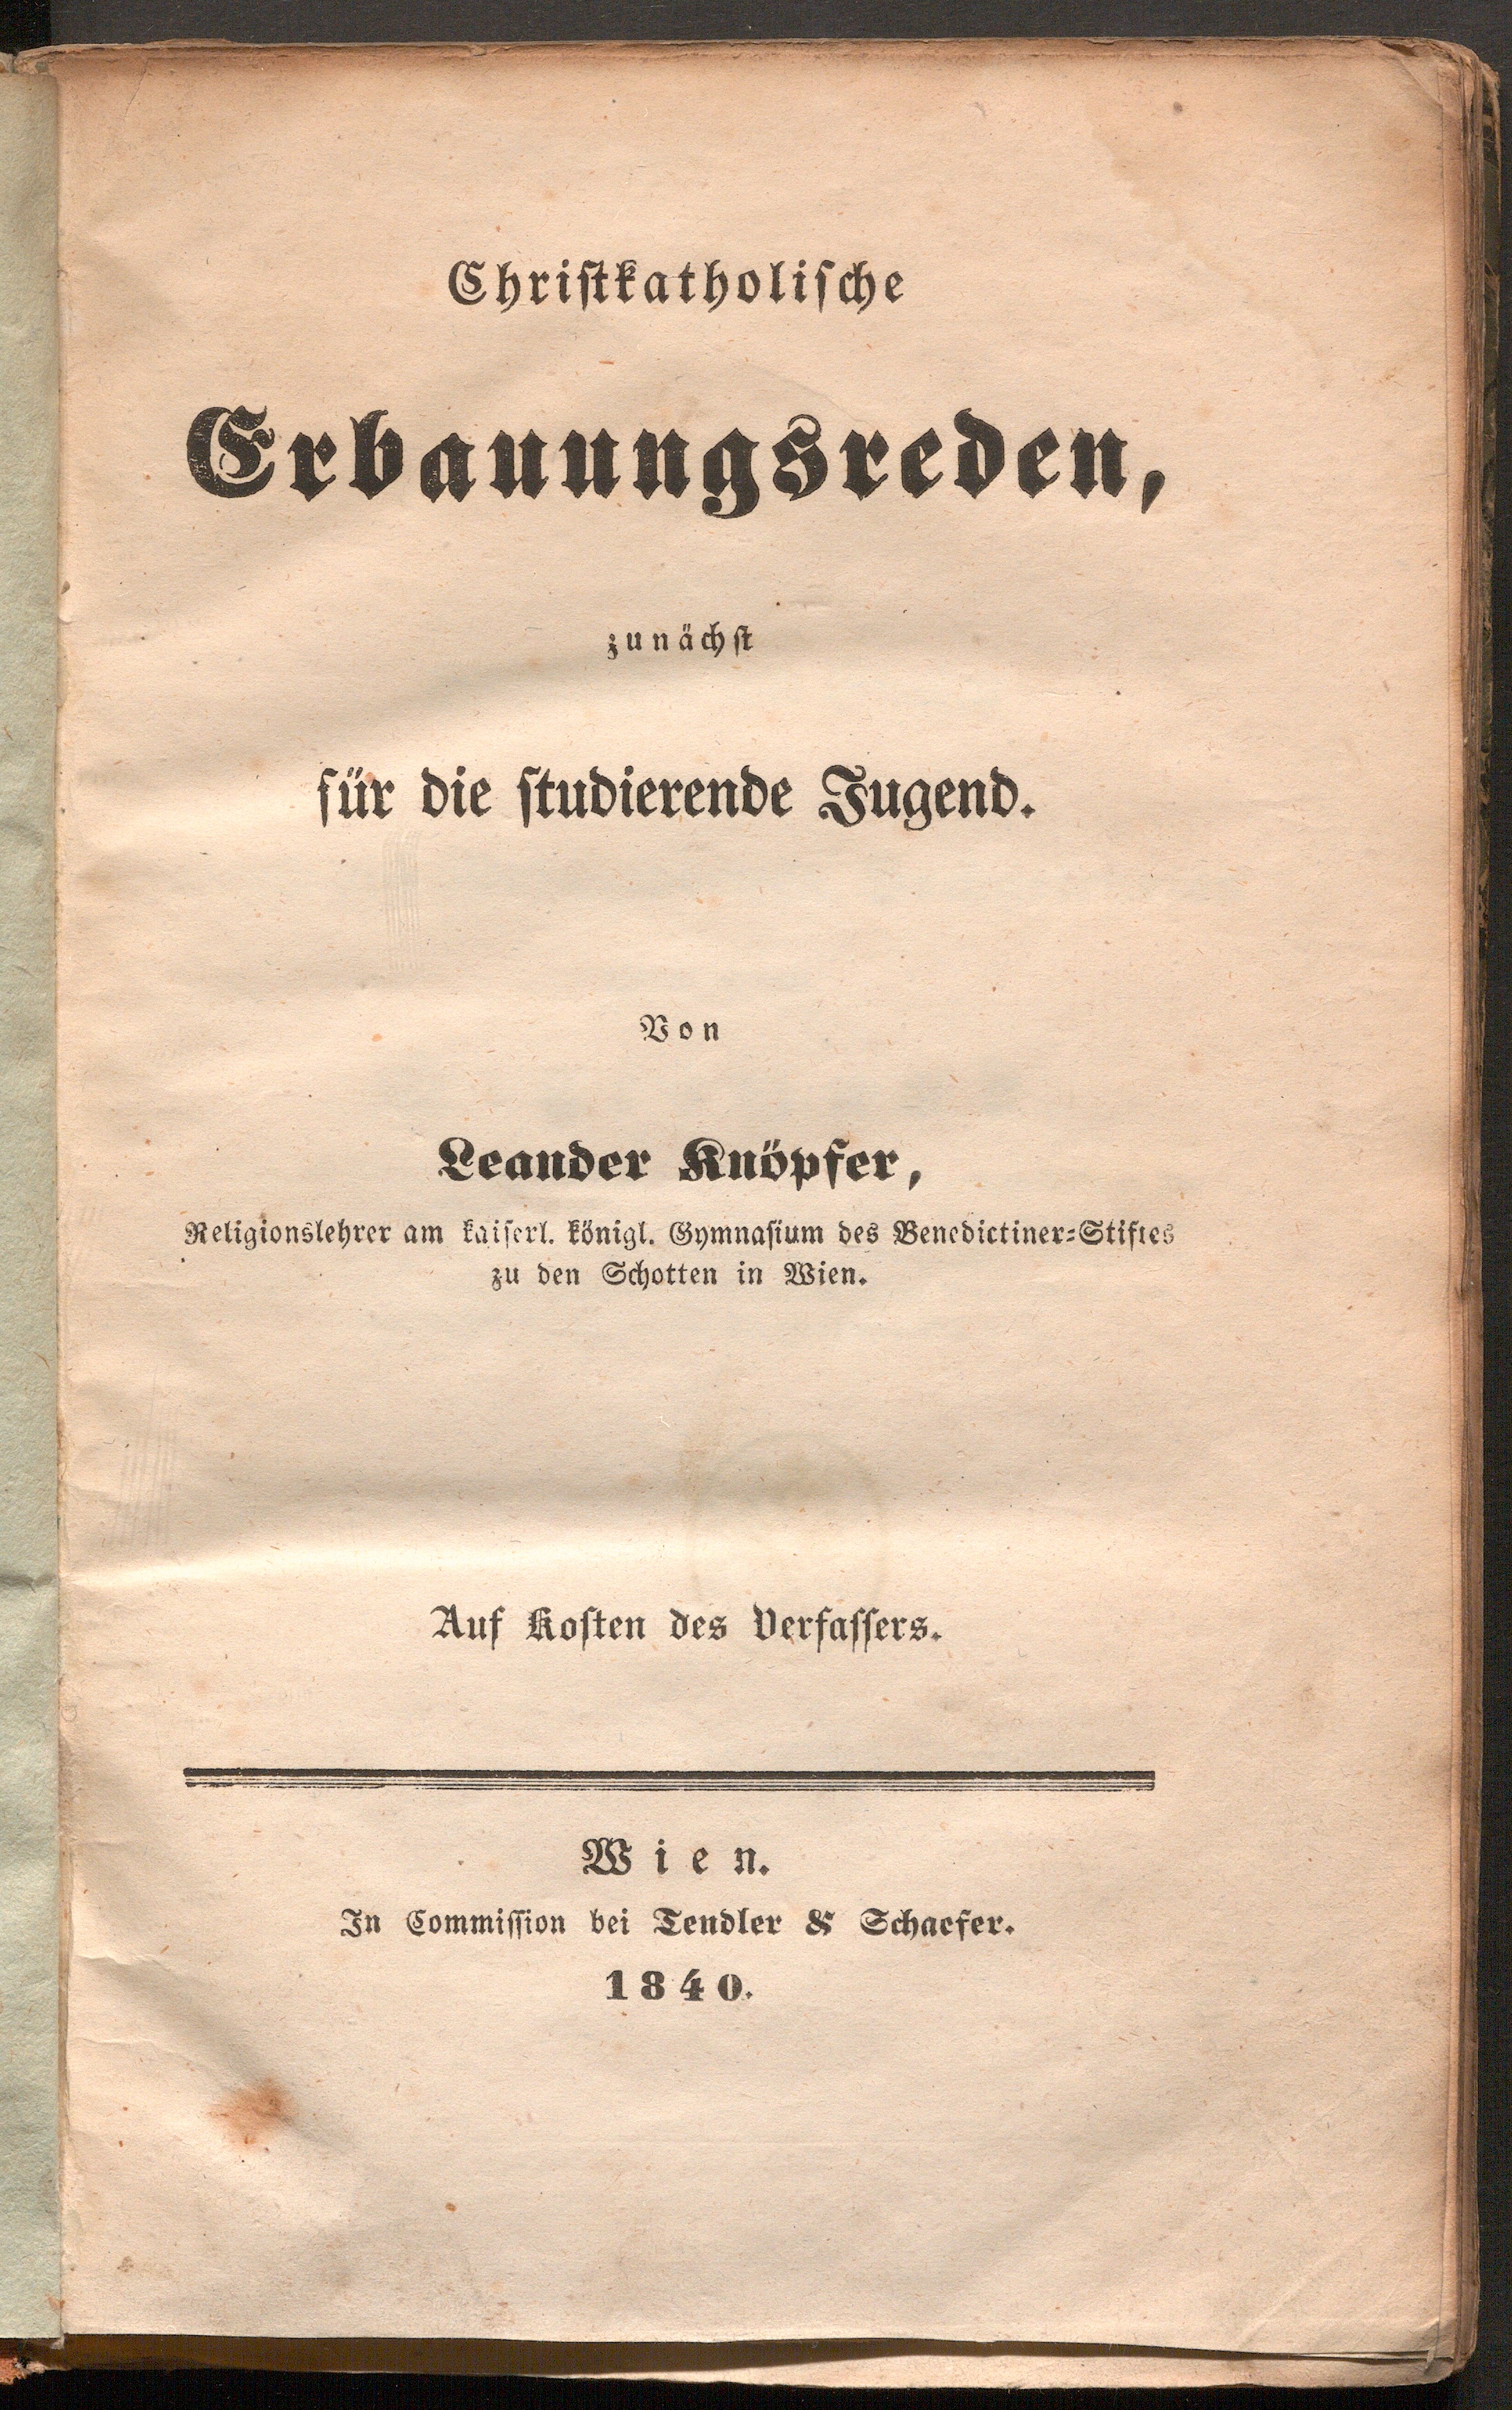 Christkatholische
Erbauungsreden,
zunächst
für die studierende Jugend.
Von
Leander Knöpfer,
Religionslehrer am kaiserl. königl. Gymnasium des Benedictiner-Stiftes
zu den Schotten in Wien.
Auf Kosten des Verfassers.
Wien.
In Commission bei Tendler & Schaefer.
1840.